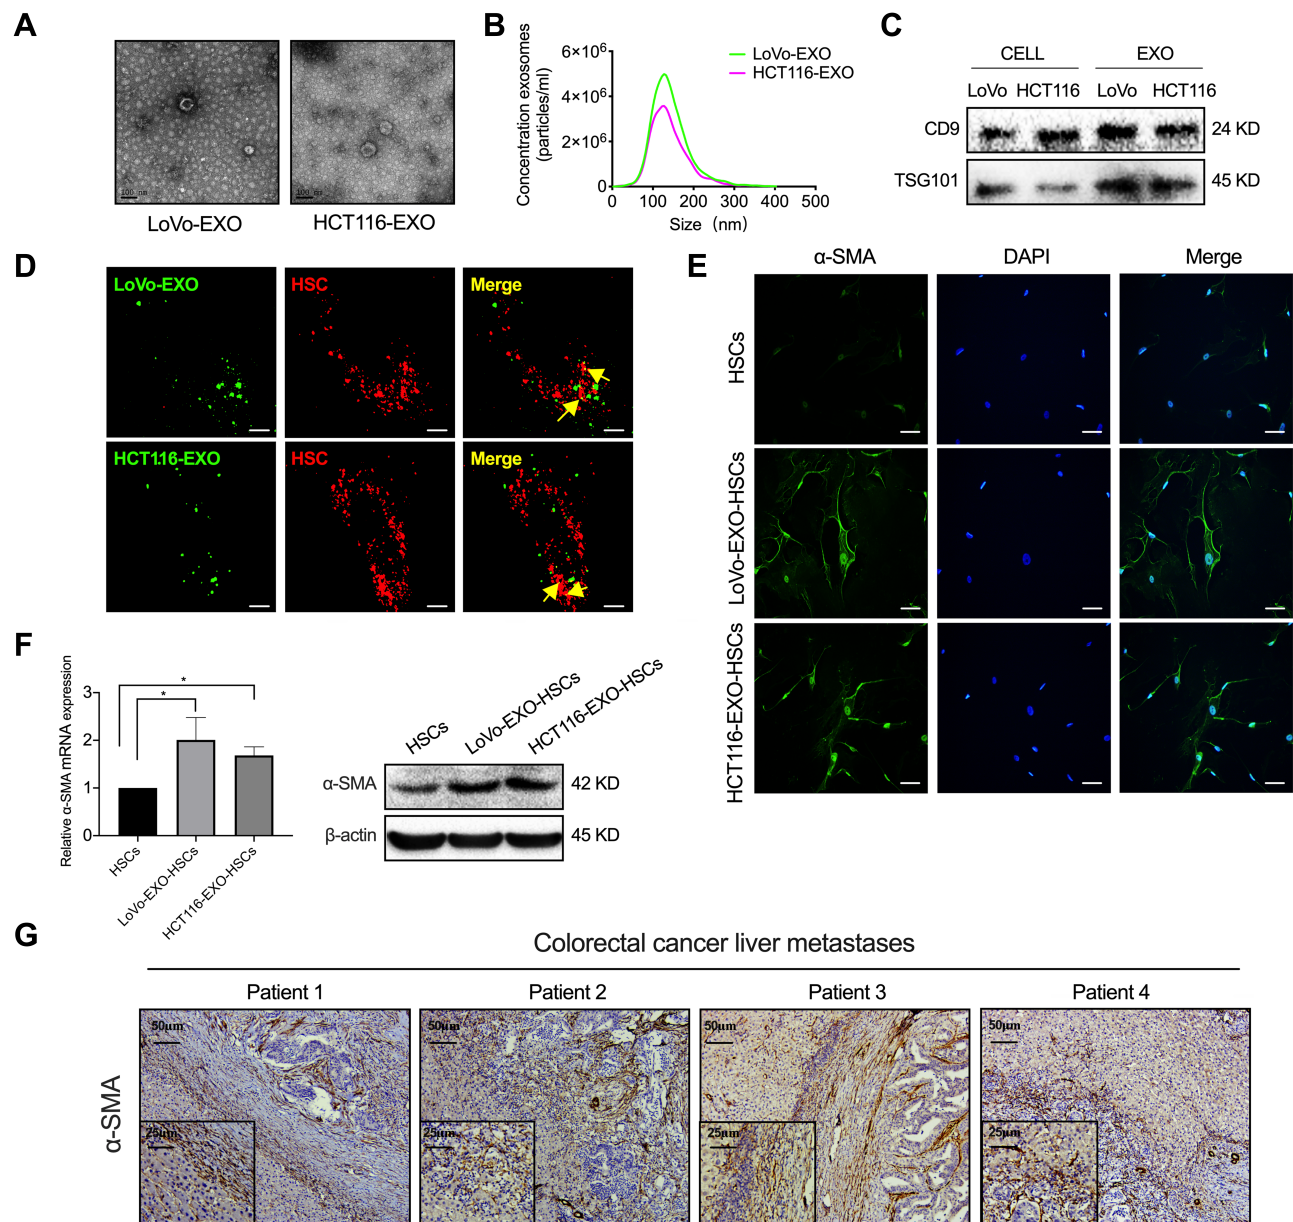 A
100 nm
100 nm
LoVo-EXO
HCT116-EXO
B
Concentration exosomes
(particles/ml)
6×10⁶
4×10⁶
2×10⁶
0
0 100 200 300 400 500
Size (nm)
LoVo-EXO
HCT116-EXO
C
CELL EXO
LoVo HCT116 LoVo HCT116
CD9 24 KD
TSG101 45 KD
D
LoVo-EXO HSC Merge
HCT116-EXO HSC Merge
E
α-SMA DAPI Merge
HSCs
LoVo-EXO-HSCs
HCT116-EXO-HSCs
F
Relative α-SMA mRNA expression
3
2
1
0
*
*
HSCs
LoVo-EXO-HSCs
HCT116-EXO-HSCs
HSCs
LoVo-EXO-HSCs
HCT116-EXO-HSCs
α-SMA 42 KD
β-actin 45 KD
G
Colorectal cancer liver metastases
Patient 1 Patient 2 Patient 3 Patient 4
α-SMA
50μm 50μm 50μm 50μm
25μm 25μm 25μm 25μm